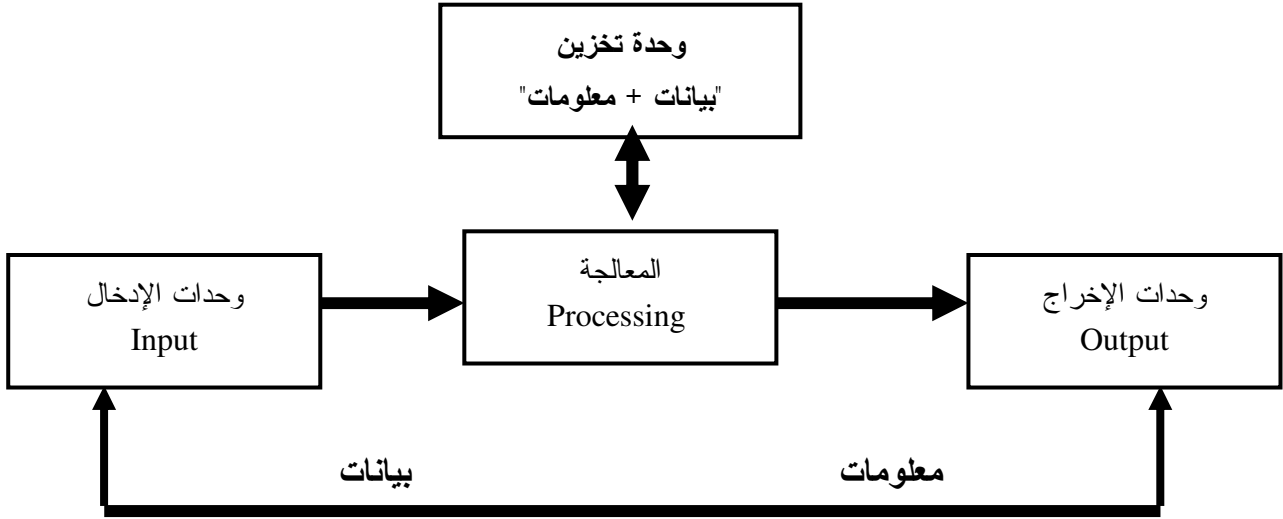 وحدة تخزين
"بيانات + معلومات"
وحدات الإدخال
Input
المعالجة
Processing
وحدات الإخراج
Output
بيانات
معلومات